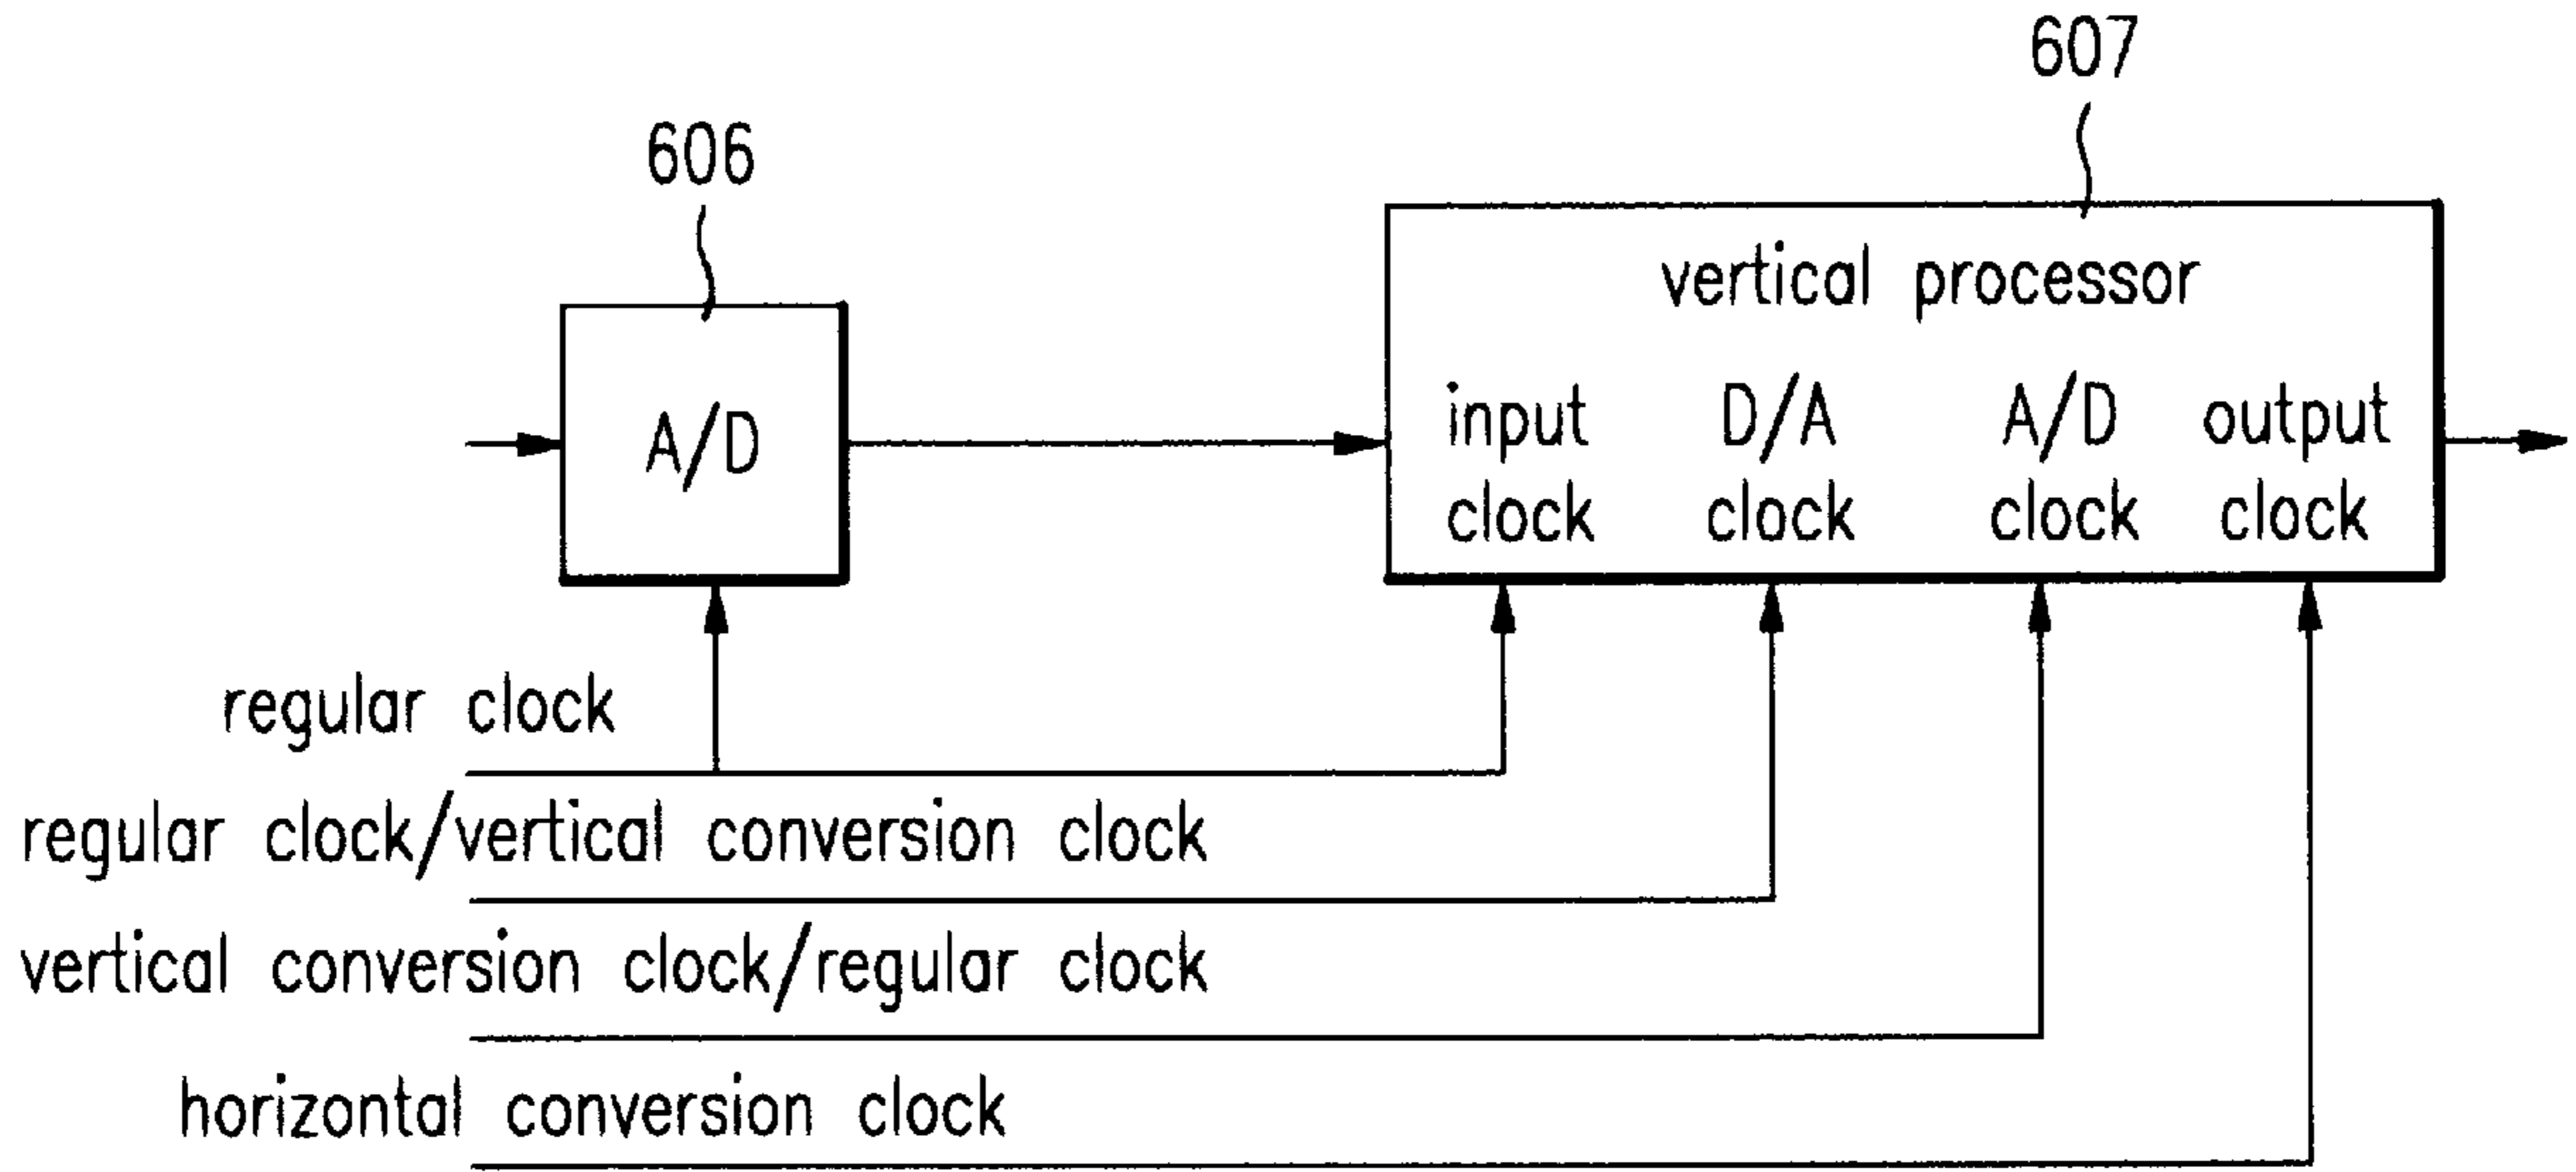 607
606
vertical processor
A/D
input D/A A/D output
clock clock clock clock
regular clock
regular clock/vertical conversion clock
vertical conversion clock/regular clock
horizontal conversion clock